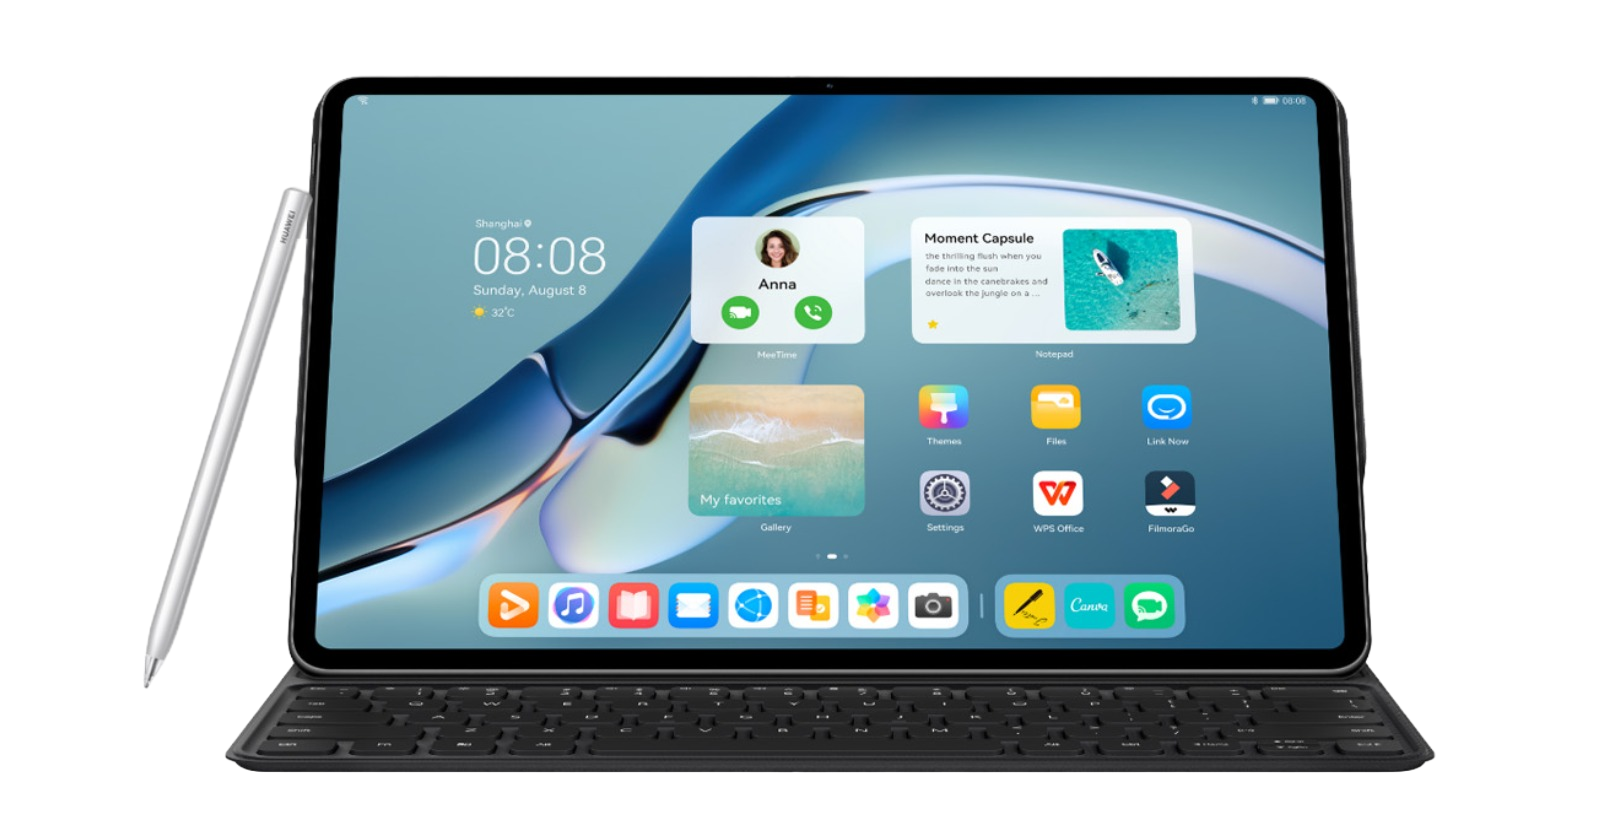 08:08
HUAWEI
Shanghai
08:08
Sunday, August 8
32°C
Anna
MeeTime
Moment Capsule
the thrilling flush when you
fade into the sun
dance in the canebrakes and
overlook the jungle on a ...
Notepad
My favorites
Gallery
Themes
Files
Link Now
Settings
WPS Office
FilmoraGo
Canva
Q W E R T Y U I O P
A S D F G H J K L
Z X C V B N M